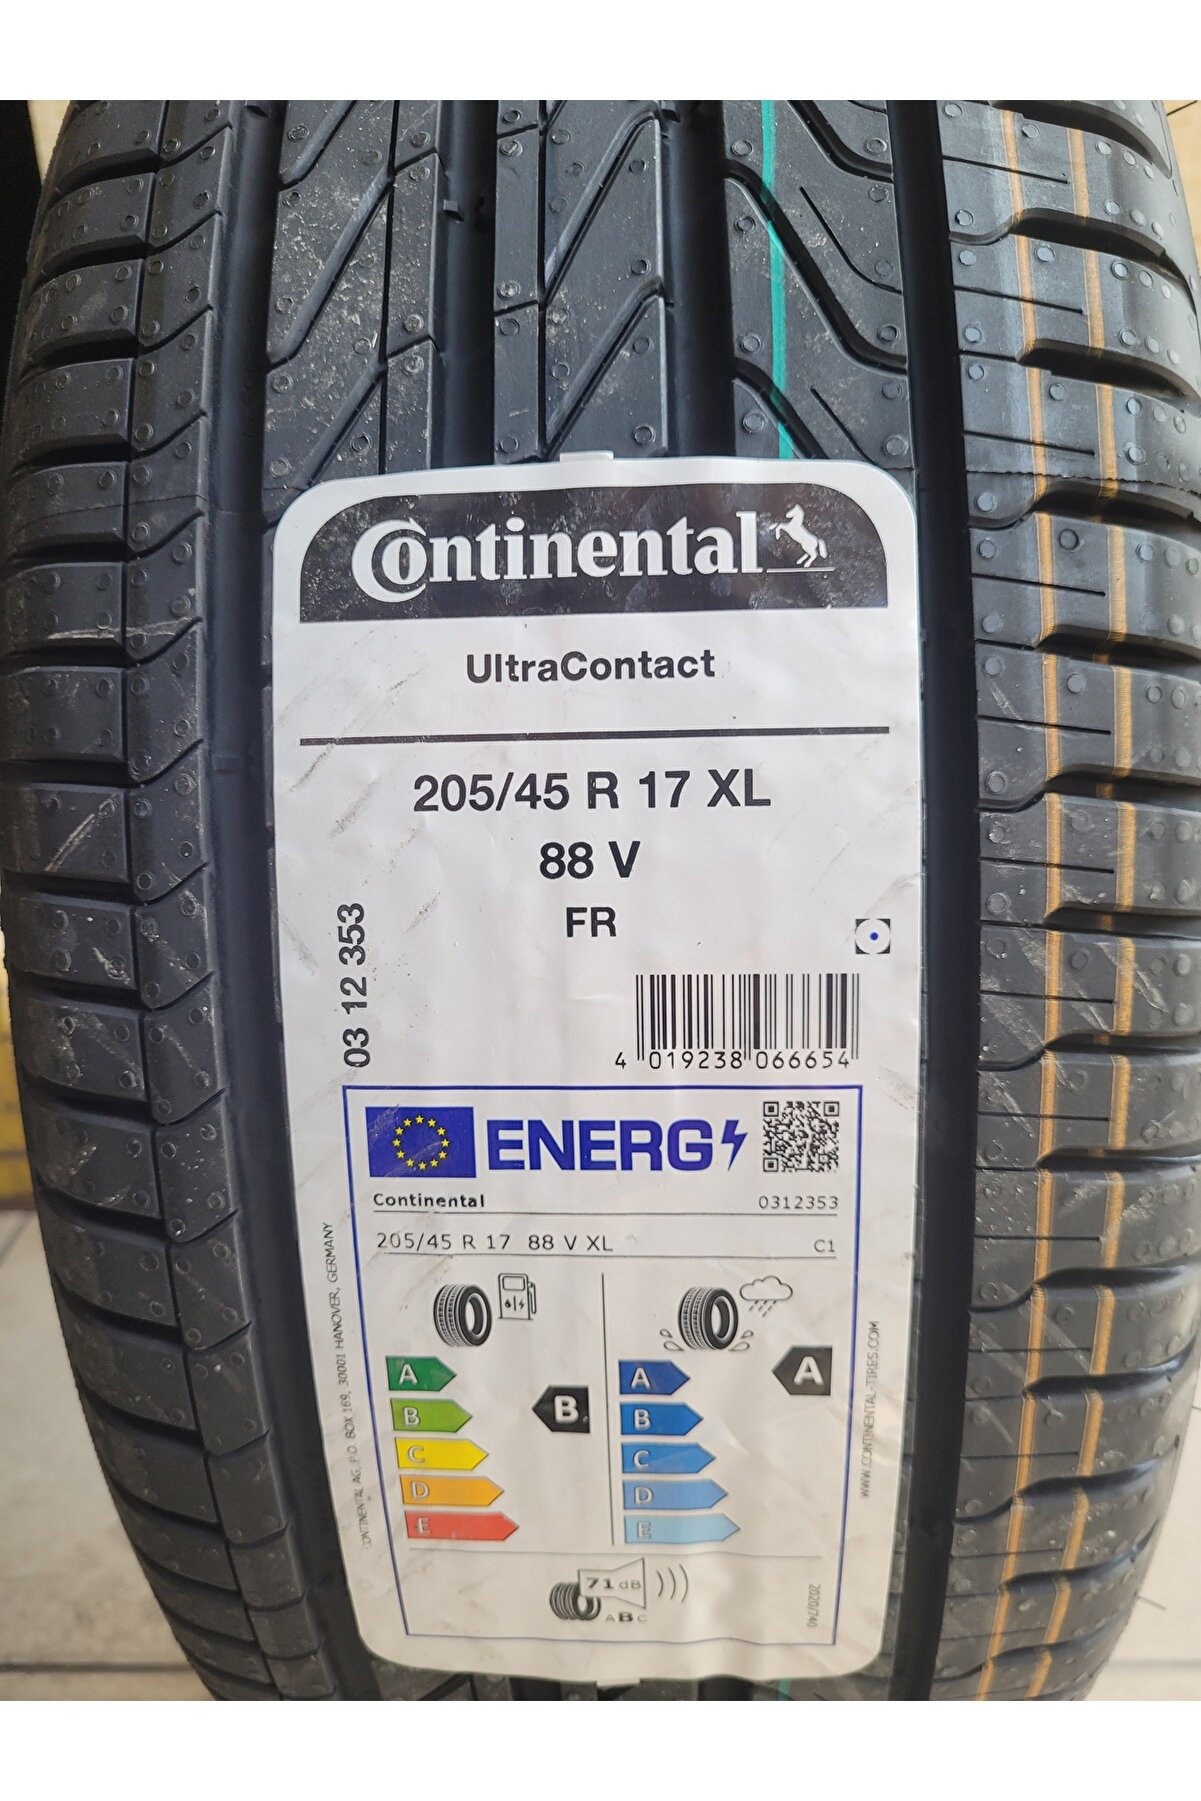 Continental
UltraContact
205/45 R 17 XL
88 V
FR
03 12 353
4 019238 066654
ENERG
Continental 0312353
205/45 R 17 88 V XL C1
A
B
C
D
E
B
A
B
C
D
E
A
71 dB
ABC
2020/740
CONTINENTAL AG, P.O. BOX 169, 30001 HANOVER, GERMANY
WWW.CONTINENTAL-TIRES.COM